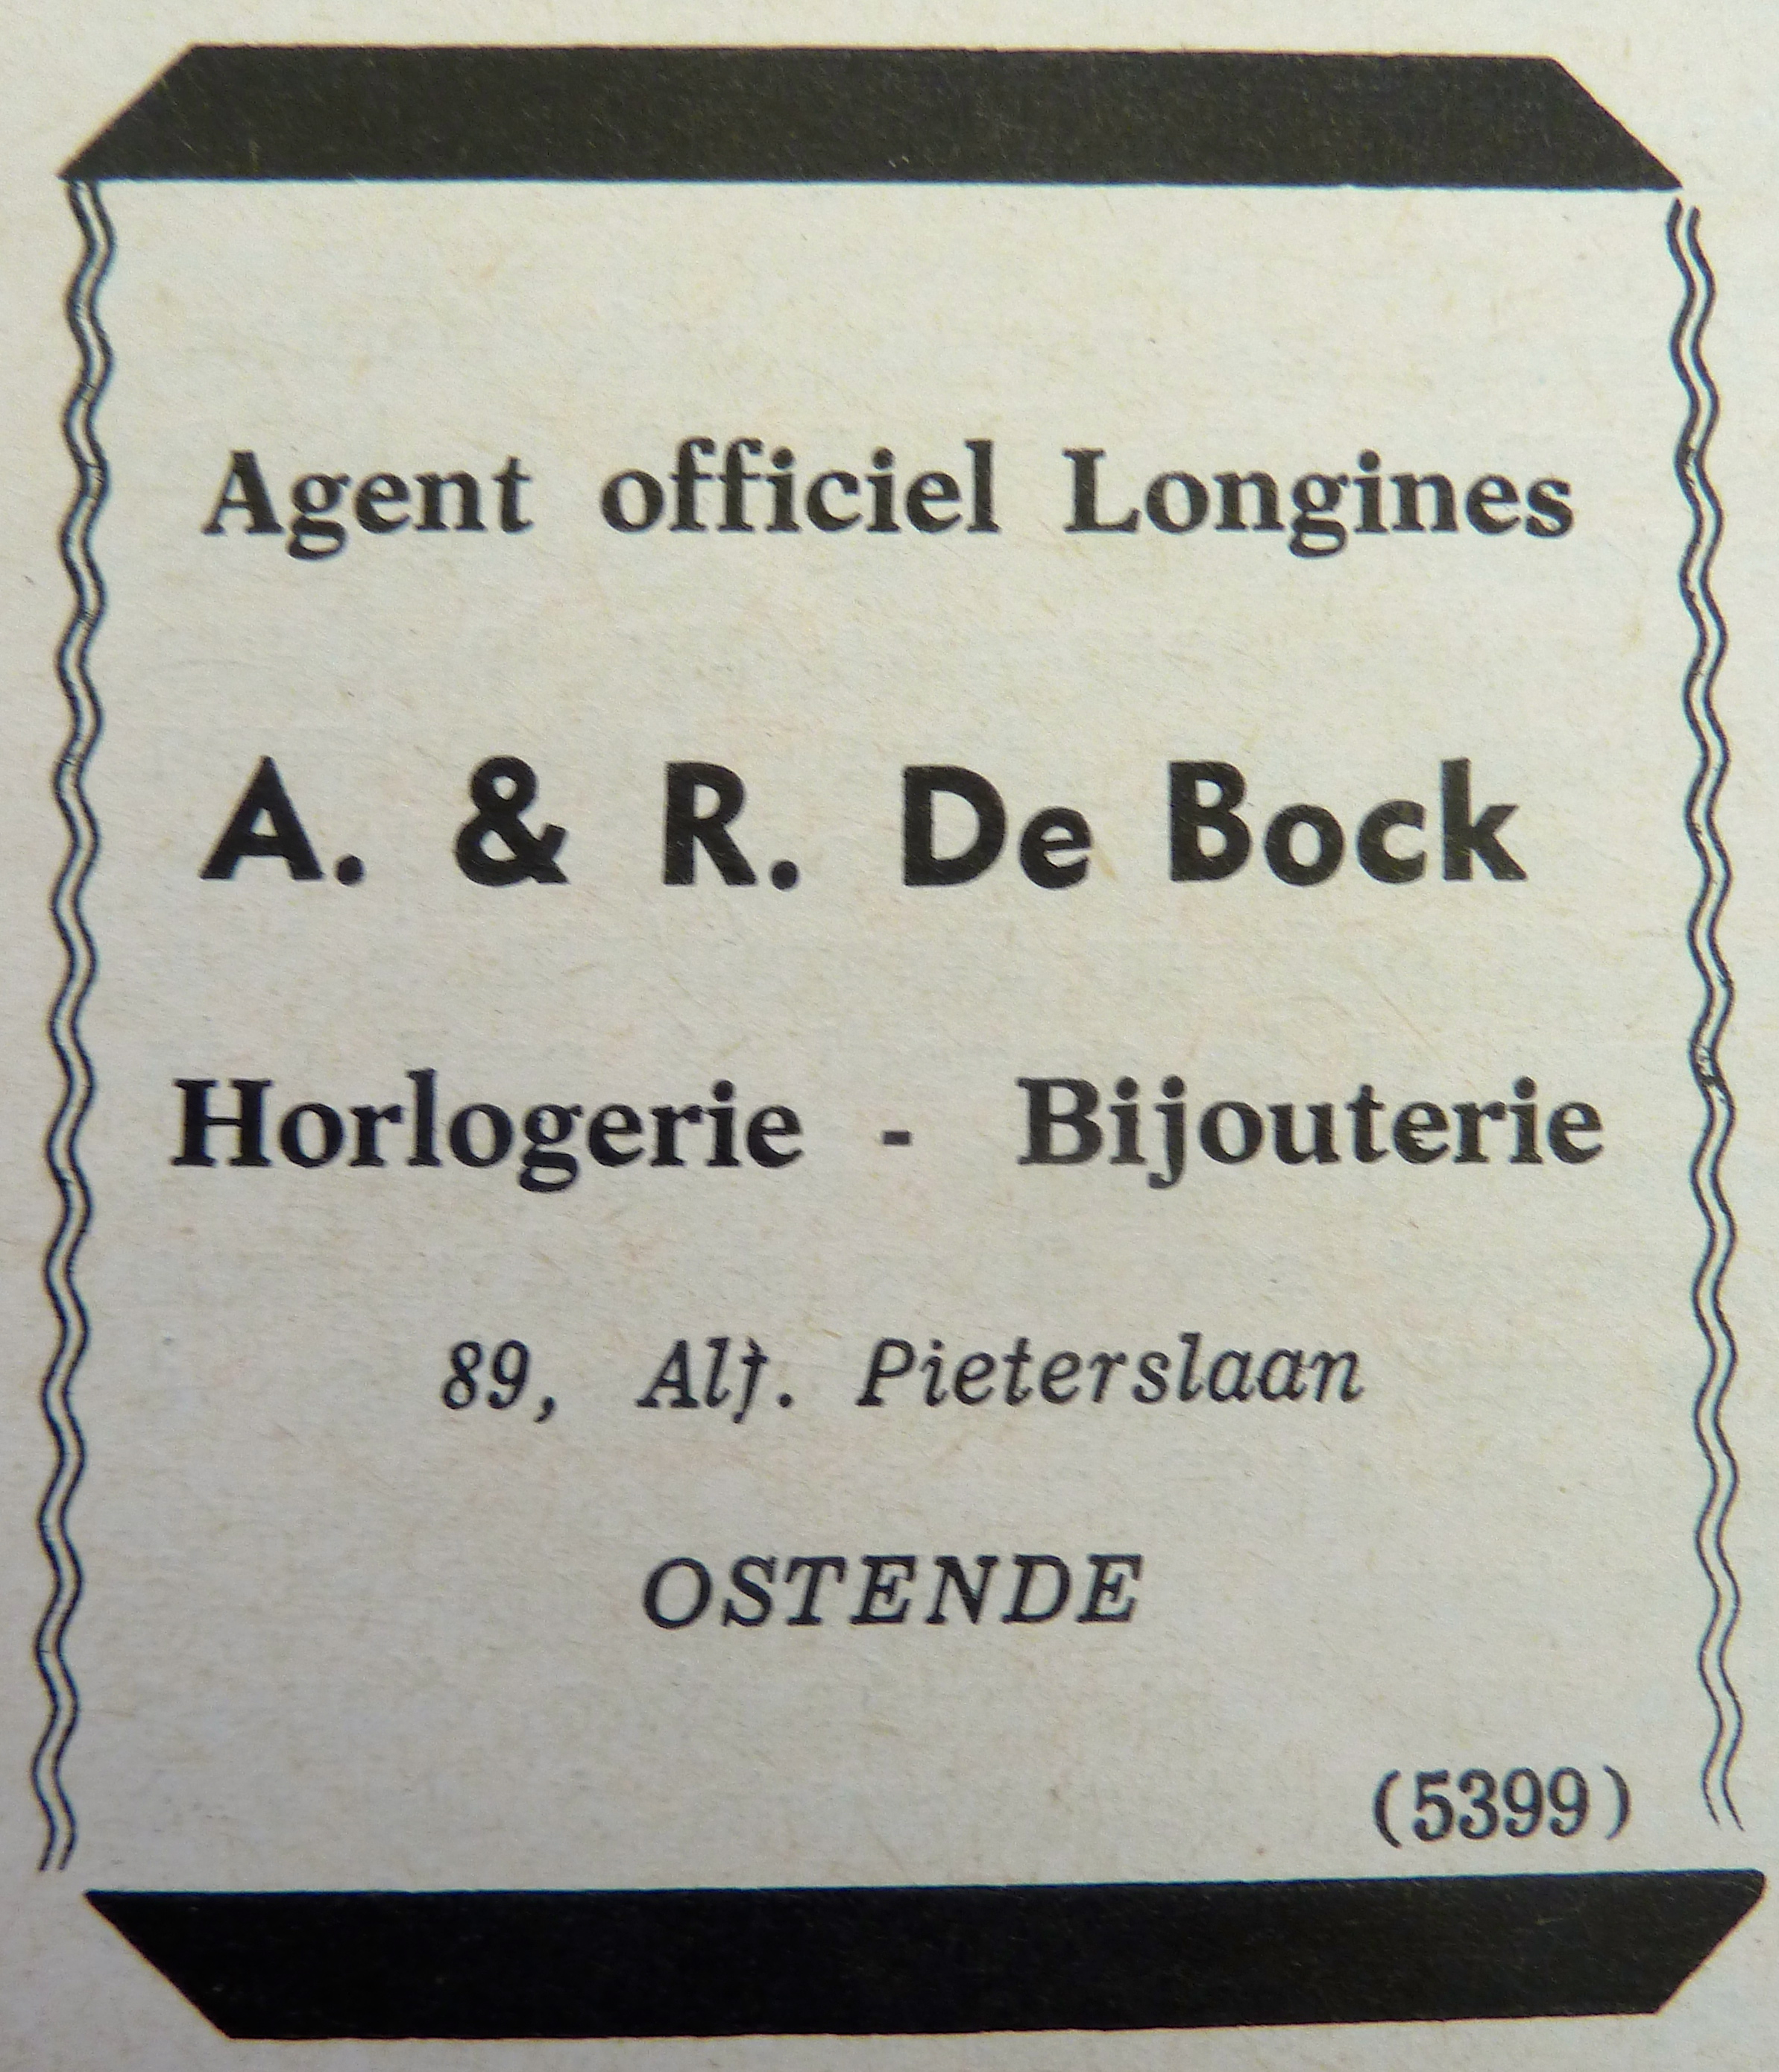 Agent officiel Longines
A. & R. De Bock
Horlogerie - Bijouterie
89, Alf. Pieterslaan
OSTENDE
(5399)